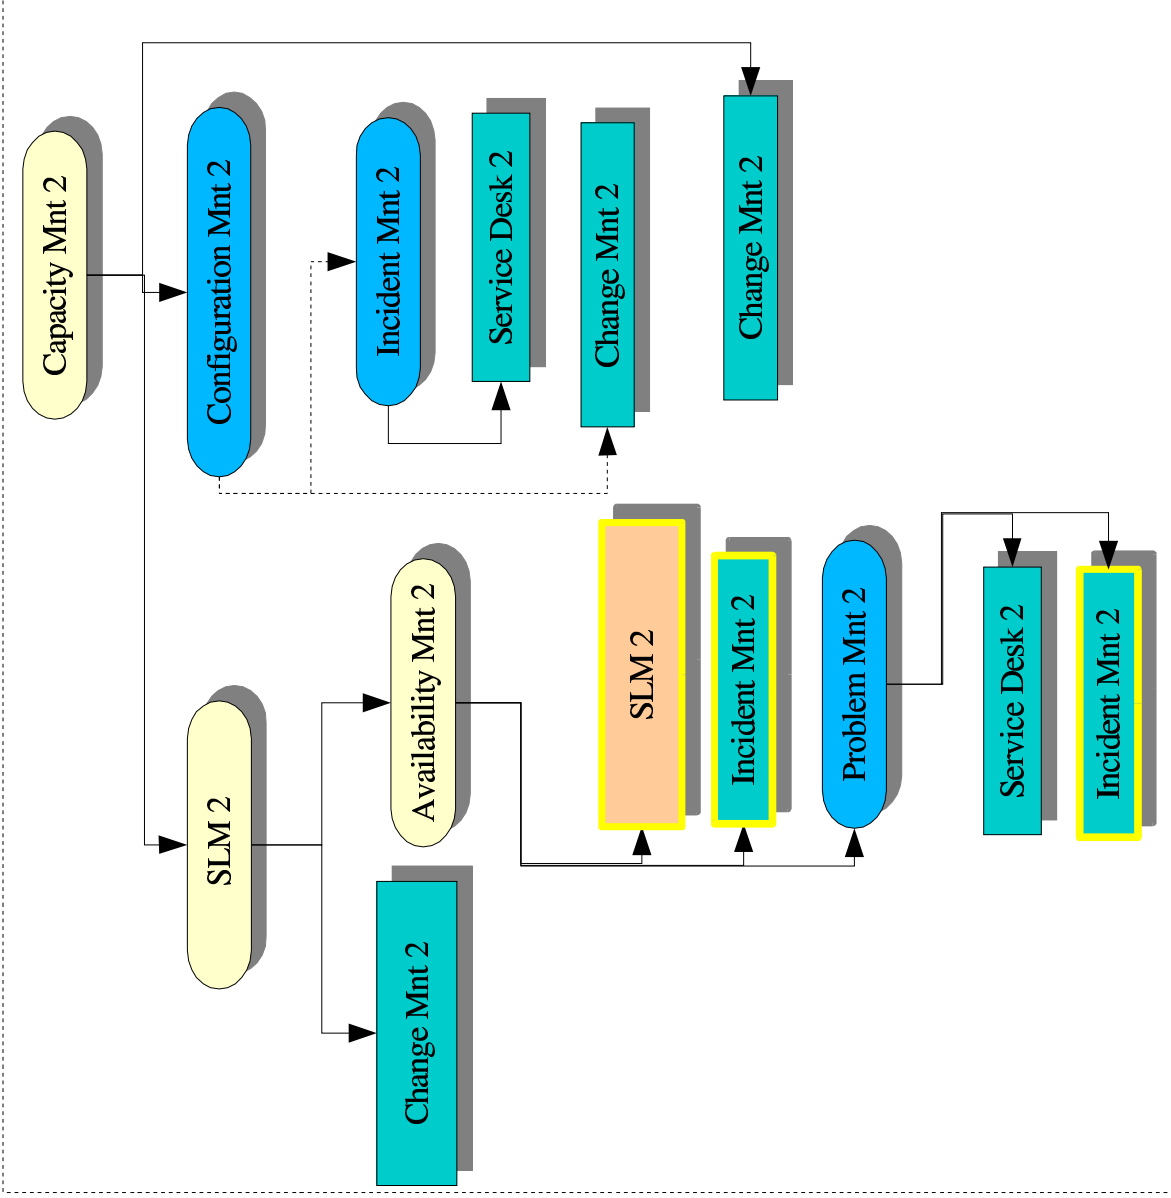 Capacity Mnt 2
Configuration Mnt 2
Incident Mnt 2
Service Desk 2
Change Mnt 2
Change Mnt 2
SLM 2
Availability Mnt 2
Change Mnt 2
SLM 2
Incident Mnt 2
Problem Mnt 2
Service Desk 2
Incident Mnt 2